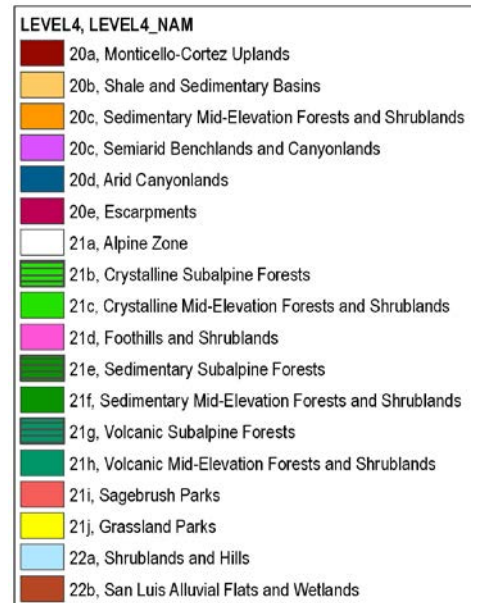 LEVEL4, LEVEL4_NAM
20a, Monticello-Cortez Uplands
20b, Shale and Sedimentary Basins
20c, Sedimentary Mid-Elevation Forests and Shrublands
20c, Semiarid Benchlands and Canyonlands
20d, Arid Canyonlands
20e, Escarpments
21a, Alpine Zone
21b, Crystalline Subalpine Forests
21c, Crystalline Mid-Elevation Forests and Shrublands
21d, Foothills and Shrublands
21e, Sedimentary Subalpine Forests
21f, Sedimentary Mid-Elevation Forests and Shrublands
21g, Volcanic Subalpine Forests
21h, Volcanic Mid-Elevation Forests and Shrublands
21i, Sagebrush Parks
21j, Grassland Parks
22a, Shrublands and Hills
22b, San Luis Alluvial Flats and Wetlands